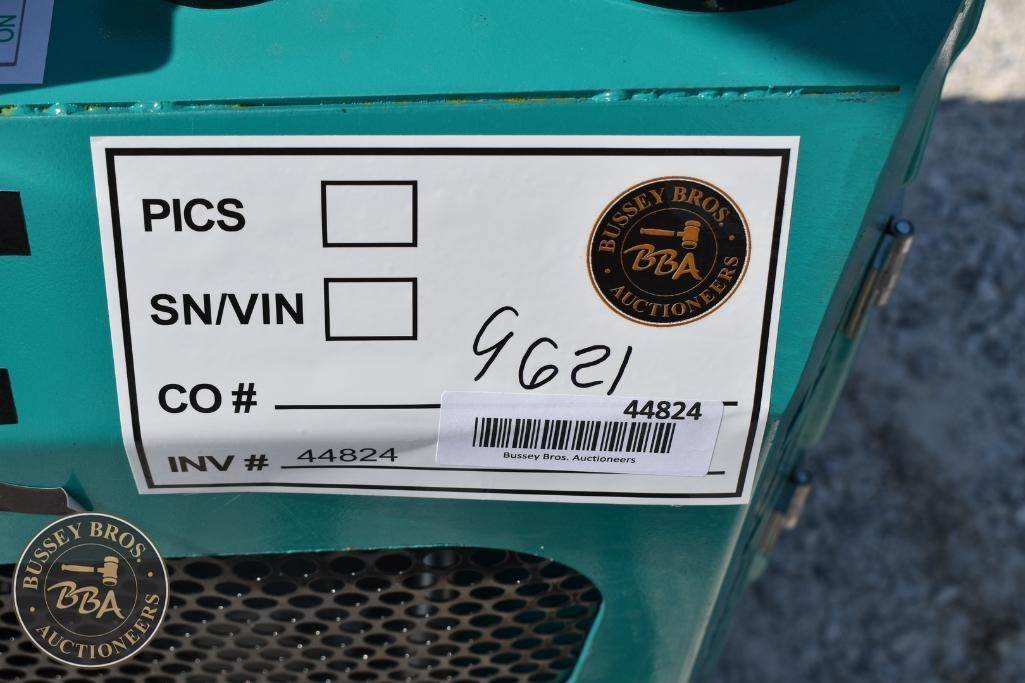 NO
PICS
SN/VIN
CO #
9621
INV # 44824
44824
Bussey Bros. Auctioneers
BUSSEY BROS.
BBA
AUCTIONEERS
BUSSEY BROS.
BBA
AUCTIONEERS